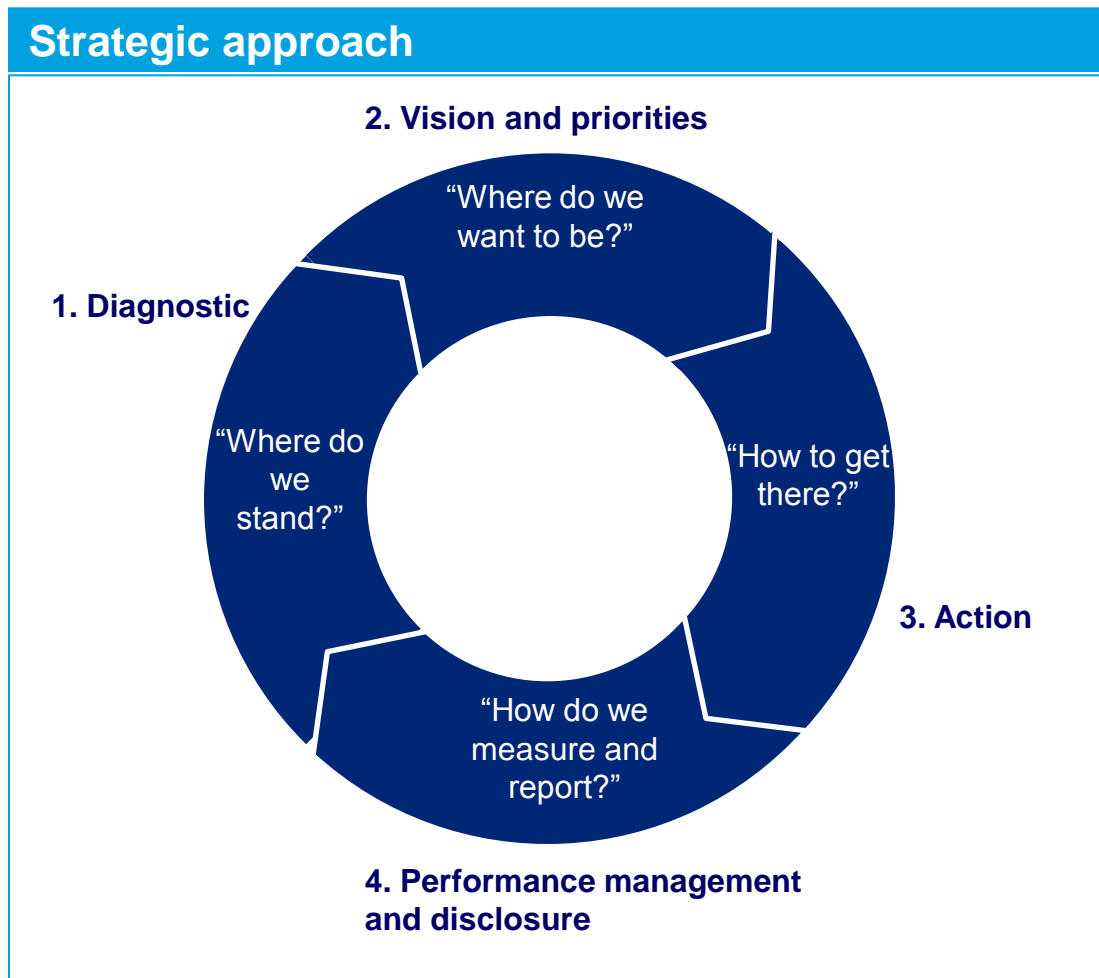 Strategic approach
2. Vision and priorities
“Where do we
want to be?”
1. Diagnostic
“Where do
we
stand?”
“How to get
there?”
3. Action
“How do we
measure and
report?”
4. Performance management
and disclosure